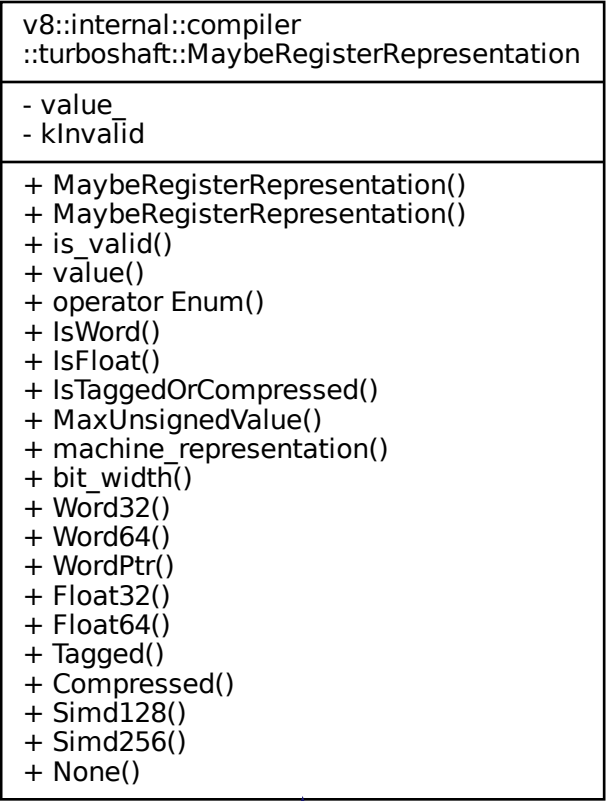 v8::internal::compiler
::turboshaft::MaybeRegisterRepresentation
- value_
- kInvalid
+ MaybeRegisterRepresentation()
+ MaybeRegisterRepresentation()
+ is_valid()
+ value()
+ operator Enum()
+ IsWord()
+ IsFloat()
+ IsTaggedOrCompressed()
+ MaxUnsignedValue()
+ machine_representation()
+ bit_width()
+ Word32()
+ Word64()
+ WordPtr()
+ Float32()
+ Float64()
+ Tagged()
+ Compressed()
+ Simd128()
+ Simd256()
+ None()